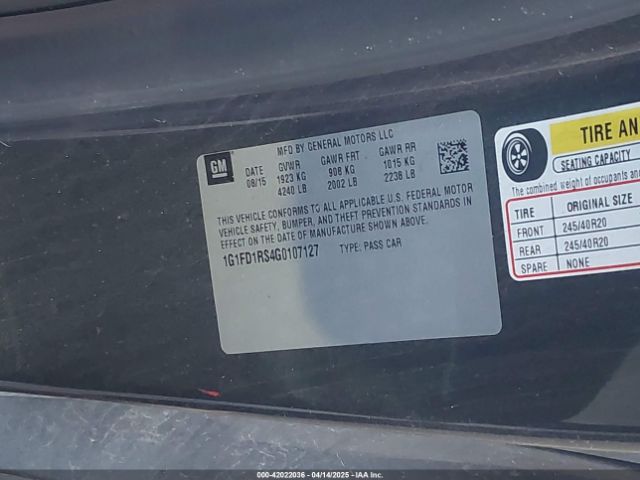 GM
MFD BY GENERAL MOTORS LLC
DATE GVWR GAWR FRT GAWR RR
08/15 1923 KG 908 KG 1015 KG
4240 LB 2002 LB 2238 LB
THIS VEHICLE CONFORMS TO ALL APPLICABLE U.S. FEDERAL MOTOR
VEHICLE SAFETY, BUMPER, AND THEFT PREVENTION STANDARDS IN
EFFECT ON THE DATE OF MANUFACTURE SHOWN ABOVE.
1G1FD1RS4G0107127 TYPE: PASS CAR
TIRE AN
SEATING CAPACITY
The combined weight of occupants and
TIRE ORIGINAL SIZE
FRONT 245/40R20
REAR 245/40R20
SPARE NONE
000-42022036 - 04/14/2025 - IAA Inc.